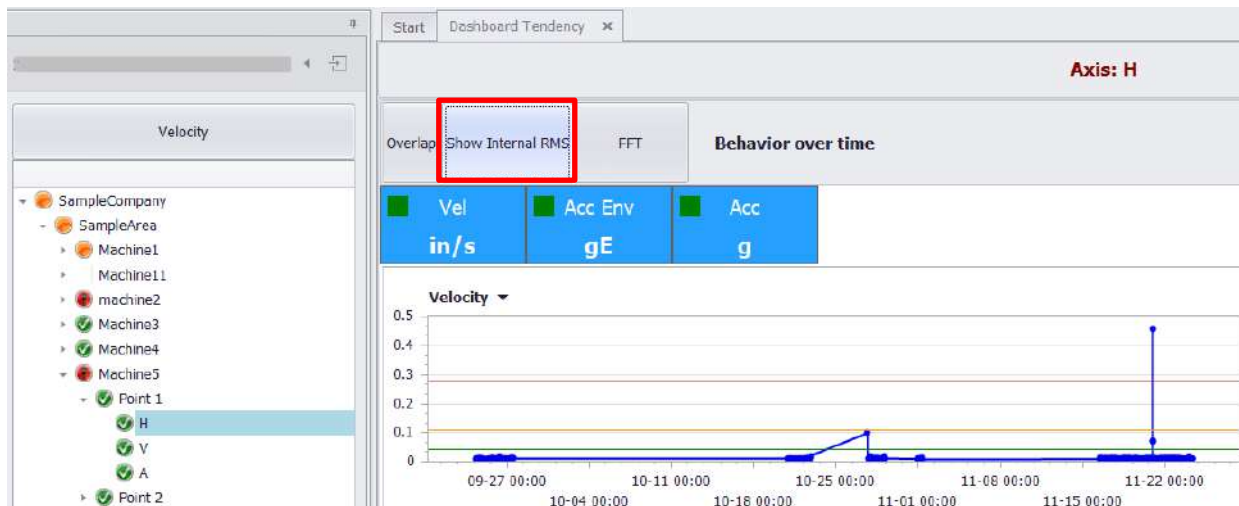 Start Dashboard Tendency
Axis: H
Velocity
Overlap Show Internal RMS FFT Behavior over time
SampleCompany
SampleArea
Machine1
Machine11
machine2
Machine3
Machine4
Machine5
Point 1
H
V
A
Point 2
Vel Acc Env Acc
in/s gE g
Velocity
0.5
0.4
0.3
0.2
0.1
0
09-27 00:00 10-11 00:00 10-25 00:00 11-08 00:00 11-22 00:00
10-04 00:00 10-18 00:00 11-01 00:00 11-15 00:00